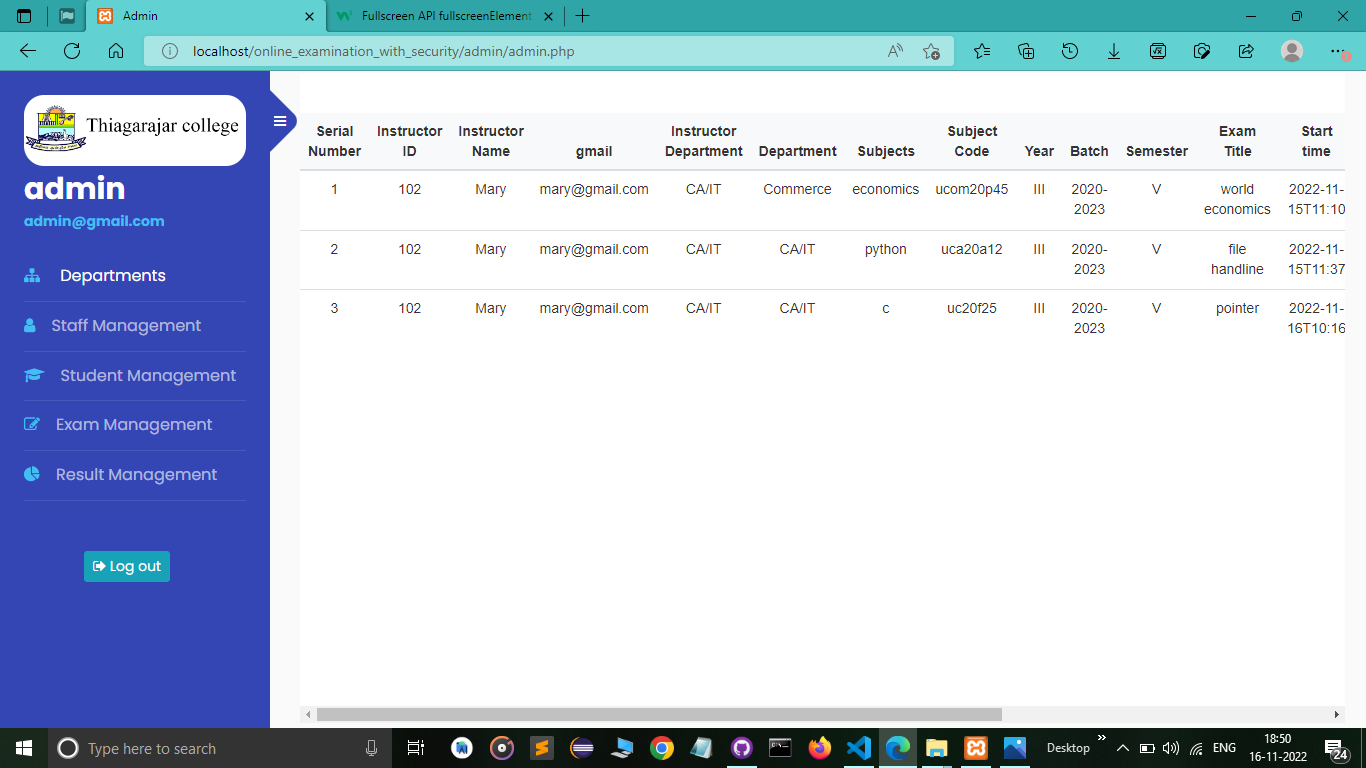 Admin
Fullscreen API fullscreenElement
localhost/online_examination_with_security/admin/admin.php
Thiagarajar college
admin
admin@gmail.com
Departments
Staff Management
Student Management
Exam Management
Result Management
Log out
Serial Number Instructor ID Instructor Name gmail Instructor Department Department Subjects Subject Code Year Batch Semester Exam Title Start time
1 102 Mary mary@gmail.com CA/IT Commerce economics ucom20p45 III 2020-2023 V world economics 2022-11-15T11:10
2 102 Mary mary@gmail.com CA/IT CA/IT python uca20a12 III 2020-2023 V file handline 2022-11-15T11:37
3 102 Mary mary@gmail.com CA/IT CA/IT c uc20f25 III 2020-2023 V pointer 2022-11-16T10:16
Type here to search
Desktop
ENG
18:50
16-11-2022
24